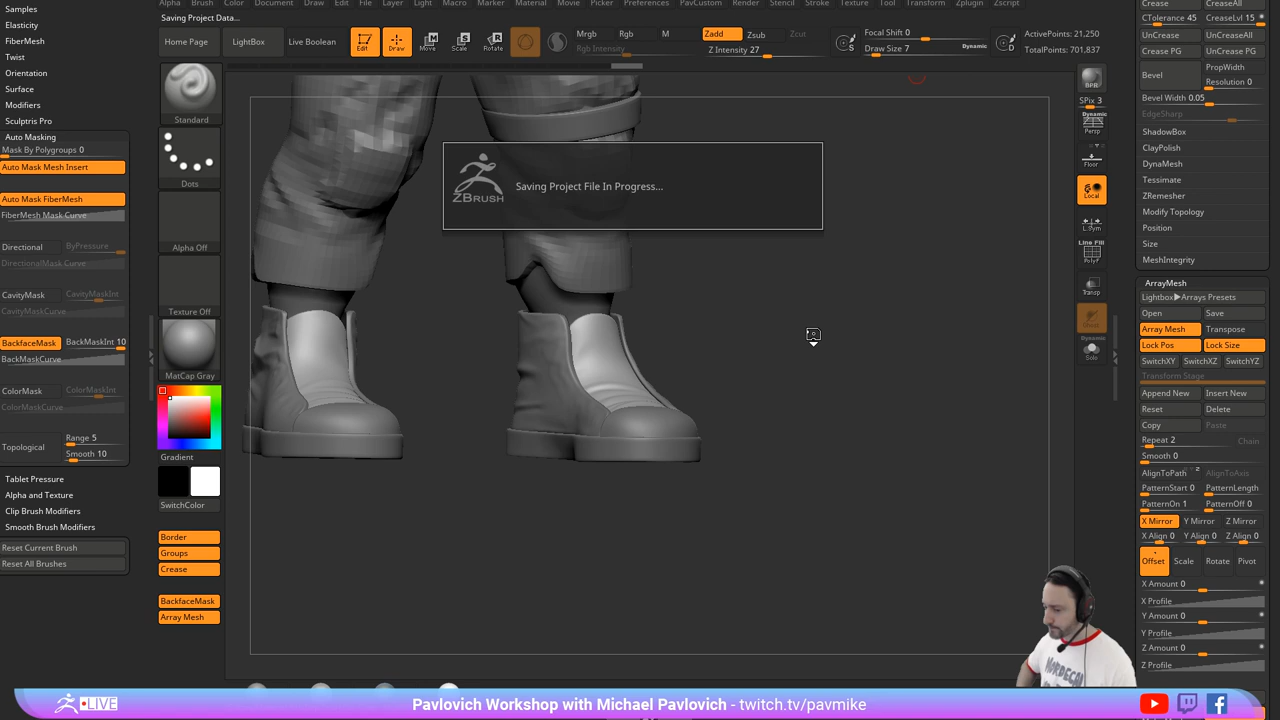 Alpha Brush Color Document Draw Edit File Layer Light Macro Marker Material Movie Picker Preferences PavCustom Render Stencil Stroke Texture Tool Transform Zplugin Zscript
Saving Project Data...
Home Page LightBox Live Boolean Edit Draw Move Scale Rotate
Mrgb Rgb M Zadd Zsub Zcut
Rgb Intensity Z Intensity 27
Focal Shift 0
Draw Size 7 Dynamic
ActivePoints: 21,250
TotalPoints: 701,837
Samples
Elasticity
FiberMesh
Twist
Orientation
Surface
Modifiers
Sculptris Pro
Auto Masking
Mask By Polygroups 0
Auto Mask Mesh Insert
Auto Mask FiberMesh
FiberMesh Mask Curve
Directional ByPressure
DirectionalMask Curve
CavityMask CavityMaskInt
CavityMaskCurve
BackfaceMask BackMaskInt 10
BackMaskCurve
ColorMask ColorMaskInt
ColorMaskCurve
Topological Range 5
Smooth 10
Tablet Pressure
Alpha and Texture
Clip Brush Modifiers
Smooth Brush Modifiers
Reset Current Brush
Reset All Brushes
Standard
Dots
Alpha Off
Texture Off
MatCap Gray
Gradient
SwitchColor
Border
Groups
Crease
BackfaceMask
Array Mesh
ZBRUSH
Saving Project File In Progress...
BPR
SPix 3
Dynamic
Persp
Floor
Local
L.Sym
Line Fill
PolyF
Transp
Ghost
Dynamic
Solo
Crease CreaseAll
CTolerance 45 CreaseLvl 15
UnCrease UnCreaseAll
Crease PG UnCrease PG
Bevel PropWidth
Resolution 0
Bevel Width 0.05
EdgeSharp
ShadowBox
ClayPolish
DynaMesh
Tessimate
ZRemesher
Modify Topology
Position
Size
MeshIntegrity
ArrayMesh
Lightbox▶Arrays Presets
Open Save
Array Mesh Transpose
Lock Pos Lock Size
SwitchXY SwitchXZ SwitchYZ
Transform Stage
Append New Insert New
Reset Delete
Copy Paste
Repeat 2 Chain
Smooth 0
AlignToPath AlignToAxis
PatternStart 0 PatternLength
PatternOn 1 PatternOff 0
X Mirror Y Mirror Z Mirror
X Align 0 Y Align 0 Z Align 0
Offset Scale Rotate Pivot
X Amount 0
X Profile
Y Amount 0
Y Profile
Z Amount 0
Z Profile
LIVE
Pavlovich Workshop with Michael Pavlovich - twitch.tv/pavmike